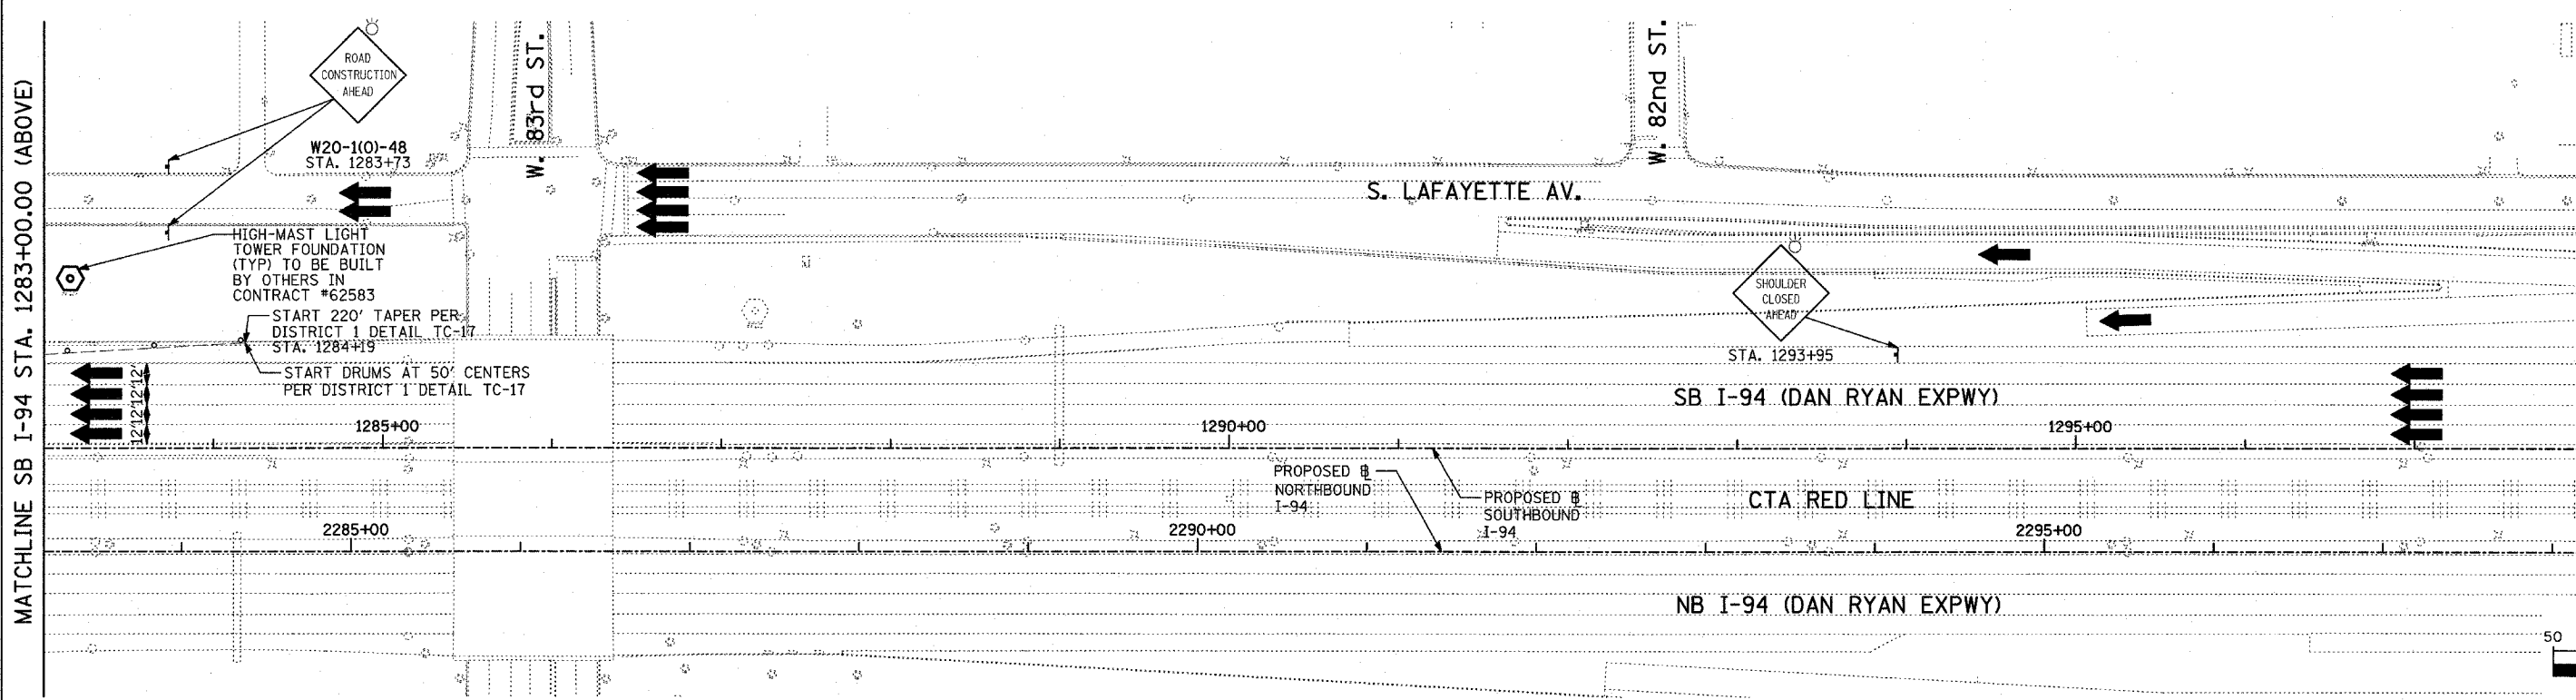 MATCHLINE SB I-94 STA. 1283+00.00 (ABOVE)
ROAD
CONSTRUCTION
AHEAD
W20-1(O)-48
STA. 1283+73
W. 83rd ST.
W. 82nd ST.
S. LAFAYETTE AV.
HIGH-MAST LIGHT
TOWER FOUNDATION
(TYP) TO BE BUILT
BY OTHERS IN
CONTRACT #62583
START 220' TAPER PER
DISTRICT 1 DETAIL TC-17
STA. 1284+19
START DRUMS AT 50' CENTERS
PER DISTRICT 1 DETAIL TC-17
SHOULDER
CLOSED
AHEAD
STA. 1293+95
12'12'12'12'
SB I-94 (DAN RYAN EXPWY)
1285+00
1290+00
1295+00
PROPOSED BL
NORTHBOUND
I-94
PROPOSED BL
SOUTHBOUND
I-94
CTA RED LINE
2285+00
2290+00
2295+00
NB I-94 (DAN RYAN EXPWY)
50